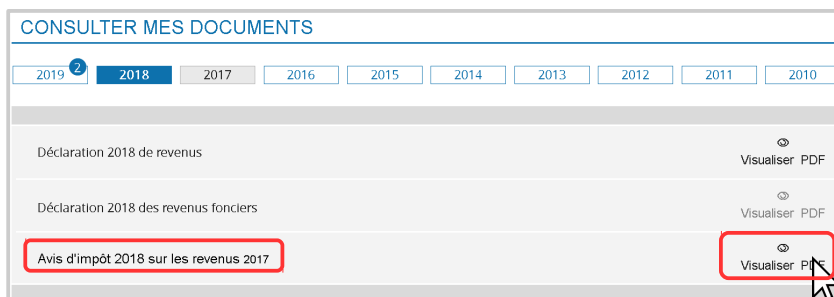 CONSULTER MES DOCUMENTS
2019 2 2018 2017 2016 2015 2014 2013 2012 2011 2010
Déclaration 2018 de revenus
Visualiser PDF
Déclaration 2018 des revenus fonciers
Visualiser PDF
Avis d'impôt 2018 sur les revenus 2017
Visualiser PDF